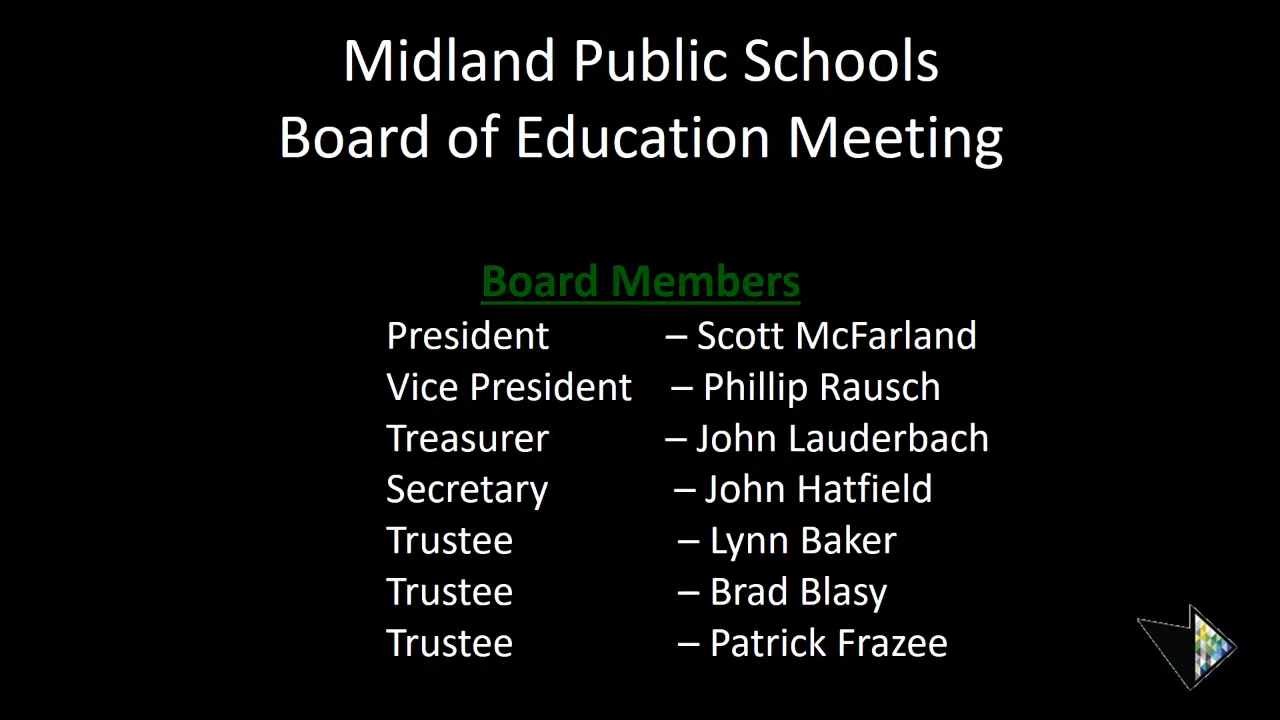 Midland Public Schools
Board of Education Meeting
Board Members
President – Scott McFarland
Vice President – Phillip Rausch
Treasurer – John Lauderbach
Secretary – John Hatfield
Trustee – Lynn Baker
Trustee – Brad Blasy
Trustee – Patrick Frazee